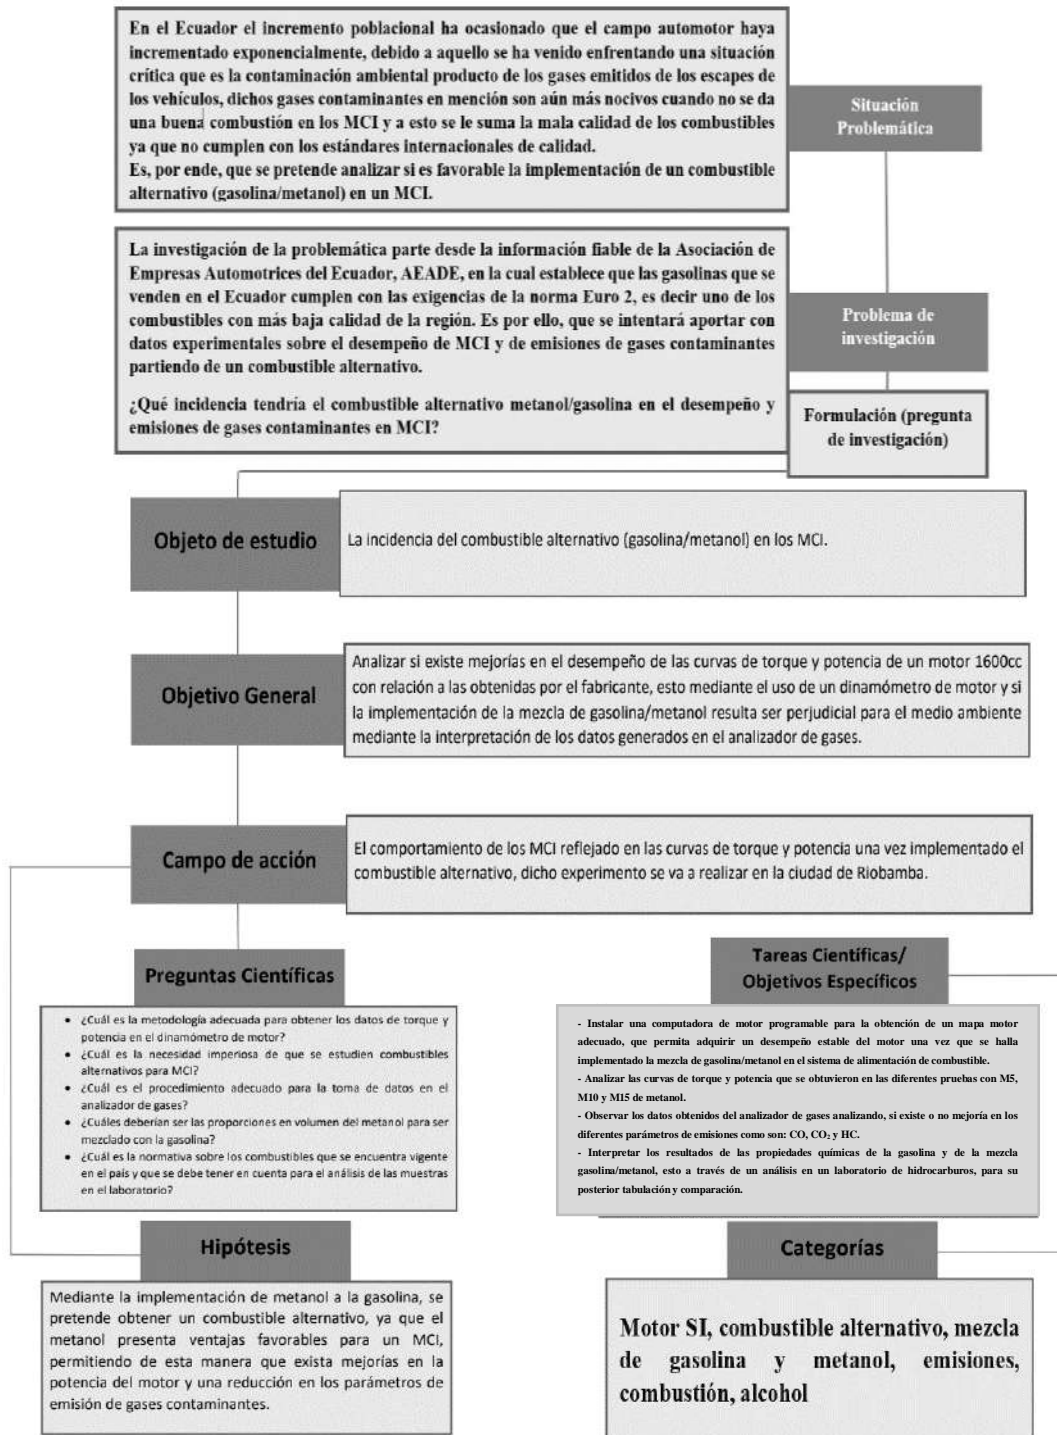 En el Ecuador el incremento poblacional ha ocasionado que el campo automotor haya
incrementado exponencialmente, debido a aquello se ha venido enfrentando una situación
crítica que es la contaminación ambiental producto de los gases emitidos de los escapes de
los vehículos, dichos gases contaminantes en mención son aún más nocivos cuando no se da
una buena combustión en los MCI y a esto se le suma la mala calidad de los combustibles
ya que no cumplen con los estándares internacionales de calidad.
Es, por ende, que se pretende analizar si es favorable la implementación de un combustible
alternativo (gasolina/metanol) en un MCI.
Situación
Problemática
La investigación de la problemática parte desde la información fiable de la Asociación de
Empresas Automotrices del Ecuador, AEADE, en la cual establece que las gasolinas que se
venden en el Ecuador cumplen con las exigencias de la norma Euro 2, es decir uno de los
combustibles con más baja calidad de la región. Es por ello, que se intentará aportar con
datos experimentales sobre el desempeño de MCI y de emisiones de gases contaminantes
partiendo de un combustible alternativo.
¿Qué incidencia tendría el combustible alternativo metanol/gasolina en el desempeño y
emisiones de gases contaminantes en MCI?
Problema de
investigación
Formulación (pregunta
de investigación)
Objeto de estudio
La incidencia del combustible alternativo (gasolina/metanol) en los MCI.
Objetivo General
Analizar si existe mejorías en el desempeño de las curvas de torque y potencia de un motor 1600cc
con relación a las obtenidas por el fabricante, esto mediante el uso de un dinamómetro de motor y si
la implementación de la mezcla de gasolina/metanol resulta ser perjudicial para el medio ambiente
mediante la interpretación de los datos generados en el analizador de gases.
Campo de acción
El comportamiento de los MCI reflejado en las curvas de torque y potencia una vez implementado el
combustible alternativo, dicho experimento se va a realizar en la ciudad de Riobamba.
Preguntas Científicas
• ¿Cuál es la metodología adecuada para obtener los datos de torque y
potencia en el dinamómetro de motor?
• ¿Cuál es la necesidad imperiosa de que se estudien combustibles
alternativos para MCI?
• ¿Cuál es el procedimiento adecuado para la toma de datos en el
analizador de gases?
• ¿Cuáles deberían ser las proporciones en volumen del metanol para ser
mezclado con la gasolina?
• ¿Cuál es la normativa sobre los combustibles que se encuentra vigente
en el país y que se debe tener en cuenta para el análisis de las muestras
en el laboratorio?
Tareas Científicas/
Objetivos Específicos
- Instalar una computadora de motor programable para la obtención de un mapa motor
adecuado, que permita adquirir un desempeño estable del motor una vez que se halla
implementado la mezcla de gasolina/metanol en el sistema de alimentación de combustible.
- Analizar las curvas de torque y potencia que se obtuvieron en las diferentes pruebas con M5,
M10 y M15 de metanol.
- Observar los datos obtenidos del analizador de gases analizando, si existe o no mejoría en los
diferentes parámetros de emisiones como son: CO, CO₂ y HC.
- Interpretar los resultados de las propiedades químicas de la gasolina y de la mezcla
gasolina/metanol, esto a través de un análisis en un laboratorio de hidrocarburos, para su
posterior tabulación y comparación.
Hipótesis
Mediante la implementación de metanol a la gasolina, se
pretende obtener un combustible alternativo, ya que el
metanol presenta ventajas favorables para un MCI,
permitiendo de esta manera que exista mejorías en la
potencia del motor y una reducción en los parámetros de
emisión de gases contaminantes.
Categorías
Motor SI, combustible alternativo, mezcla
de gasolina y metanol, emisiones,
combustión, alcohol